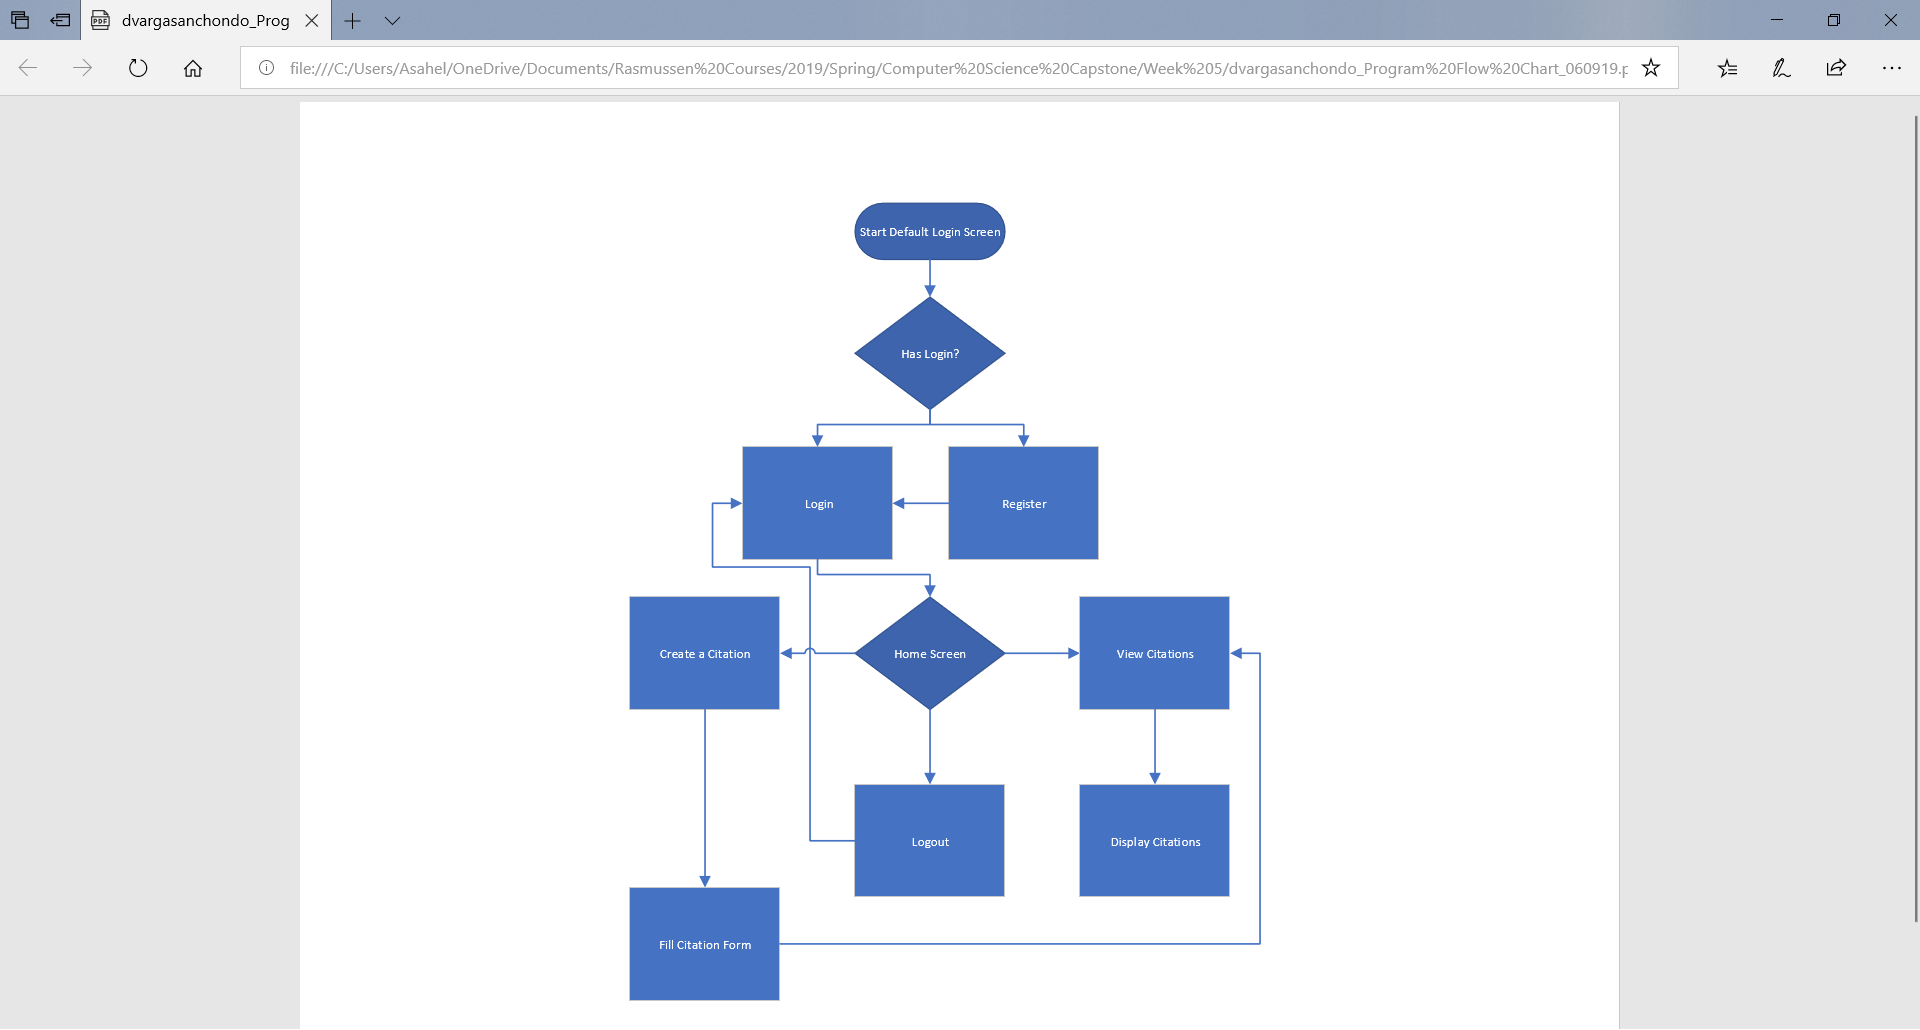 dvargasanchondo_Prog
file:///C:/Users/Asahel/OneDrive/Documents/Rasmussen%20Courses/2019/Spring/Computer%20Science%20Capstone/Week%205/dvargasanchondo_Program%20Flow%20Chart_060919.p
Start Default Login Screen
Has Login?
Login
Register
Create a Citation
Home Screen
View Citations
Logout
Display Citations
Fill Citation Form